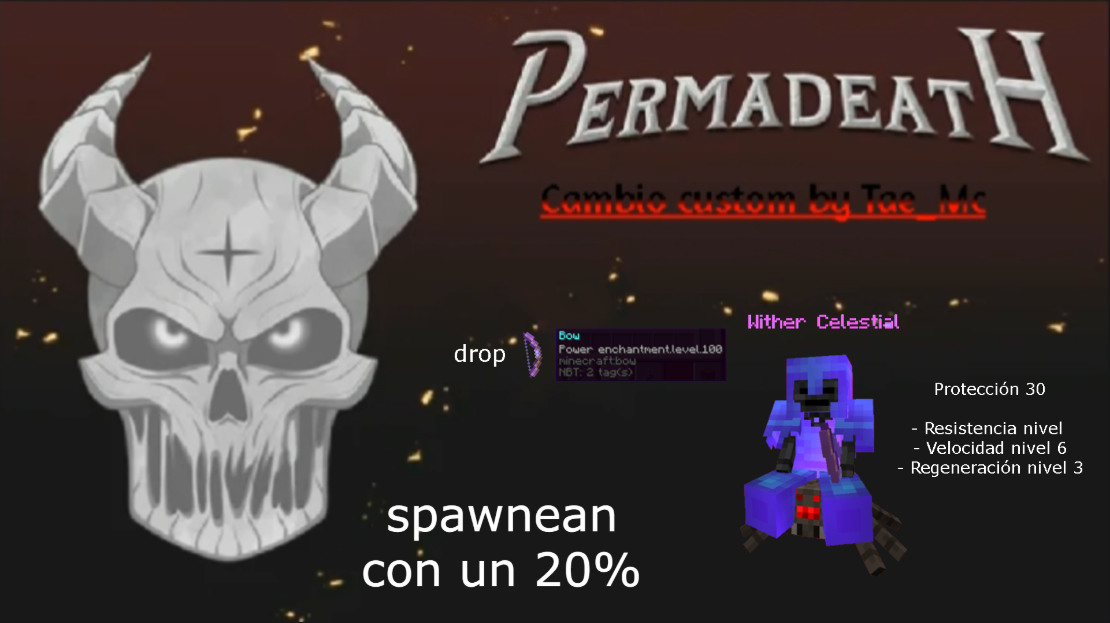 PERMADEATH
Cambio custom by Tae_Mc
Wither Celestial
drop
Bow
Power enchantment.level.100
minecraft:bow
NBT: 2 tag(s)
Protección 30
- Resistencia nivel
- Velocidad nivel 6
- Regeneración nivel 3
spawnean
con un 20%